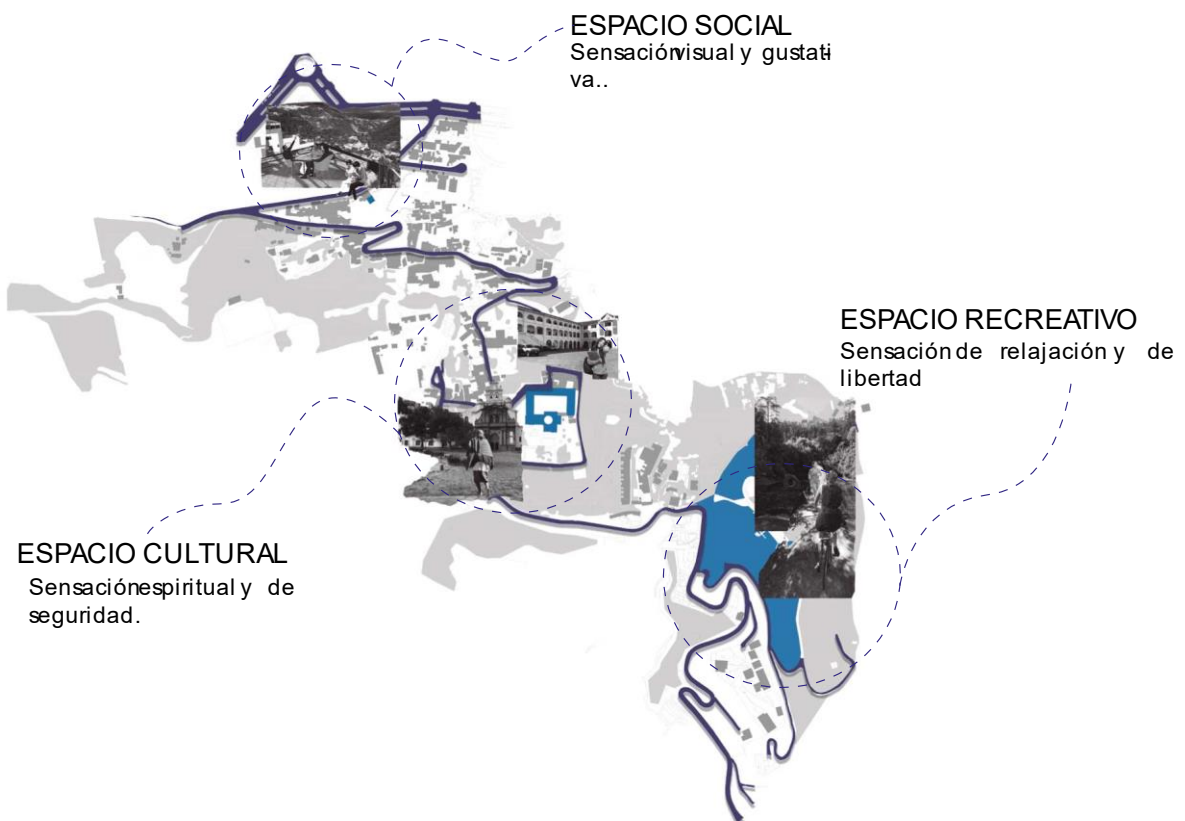 ESPACIO SOCIAL
Sensaciónvisual y gustati-
va..
ESPACIO RECREATIVO
Sensación de relajación y de
libertad
ESPACIO CULTURAL
Sensaciónespiritual y de
seguridad.